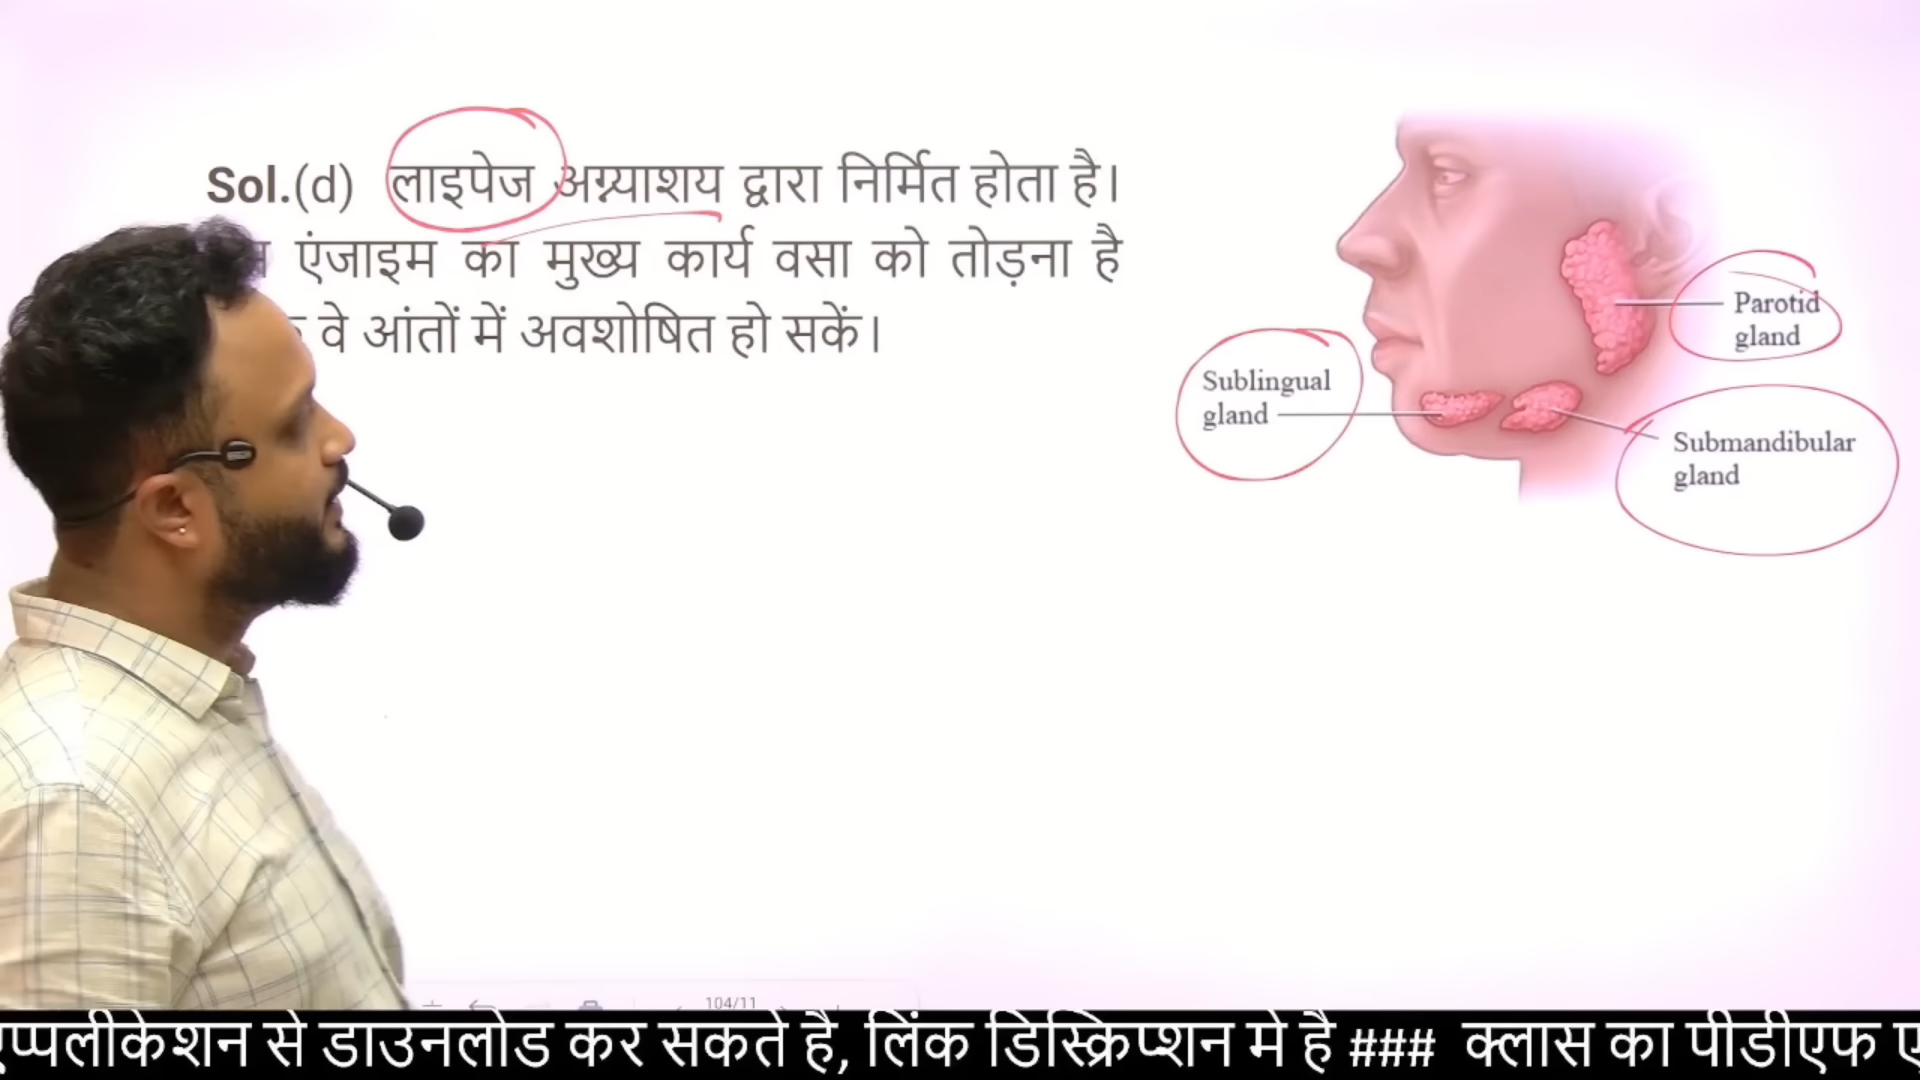 Sol.(d) लाइपेज अग्न्याशय द्वारा निर्मित होता है।
एंजाइम का मुख्य कार्य वसा को तोड़ना है
वे आंतों में अवशोषित हो सकें।
Parotid
gland
Sublingual
gland
Submandibular
gland
104/11
से डाउनलोड कर सकते है, लिंक डिस्क्रिप्शन मे है ### क्लास का पीडीएफ